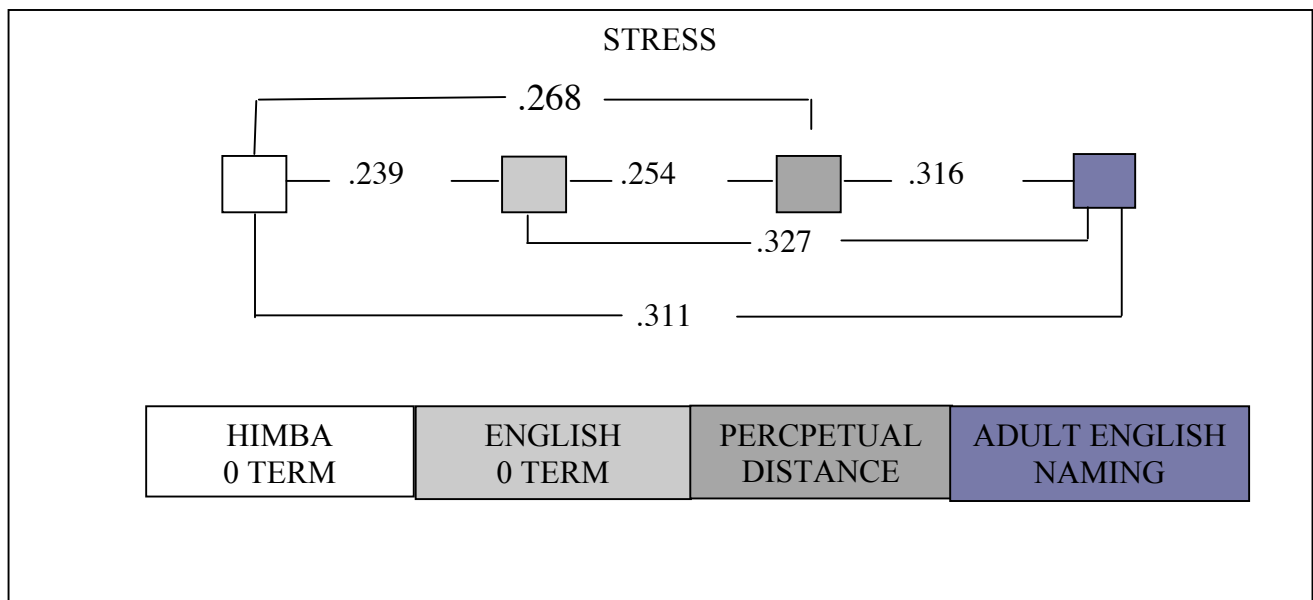 STRESS
.268
.239 .254 .316
.327
.311
HIMBA ENGLISH PERCPETUAL ADULT ENGLISH
0 TERM 0 TERM DISTANCE NAMING